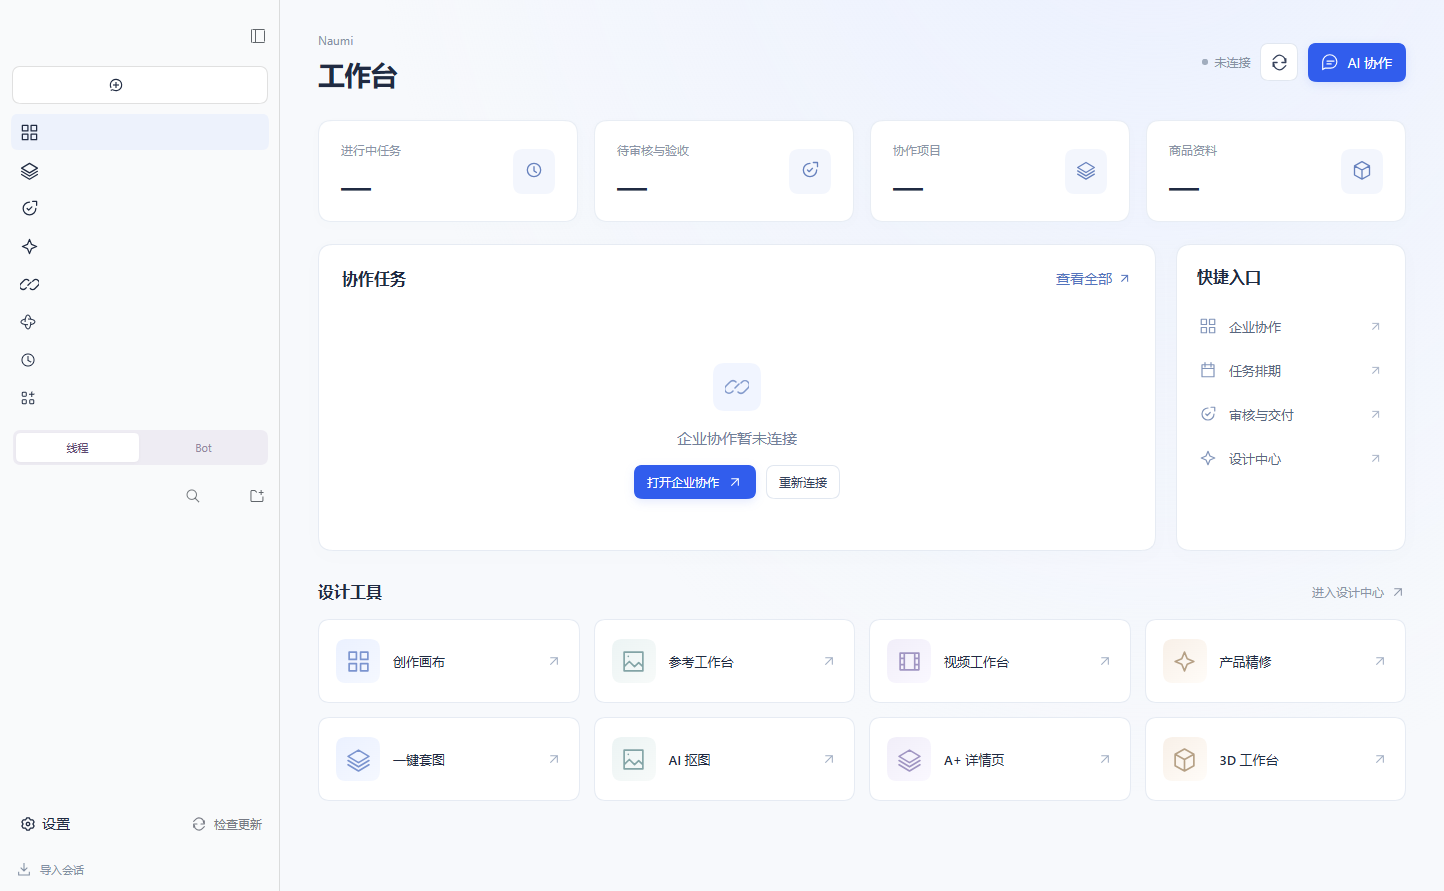 Naumi
工作台
未连接
AI 协作
进行中任务
—
待审核与验收
—
协作项目
—
商品资料
—
协作任务
查看全部
企业协作暂未连接
打开企业协作
重新连接
快捷入口
企业协作
任务排期
审核与交付
设计中心
线程
Bot
设计工具
进入设计中心
创作画布
参考工作台
视频工作台
产品精修
一键套图
AI 抠图
A+ 详情页
3D 工作台
设置
检查更新
导入会话